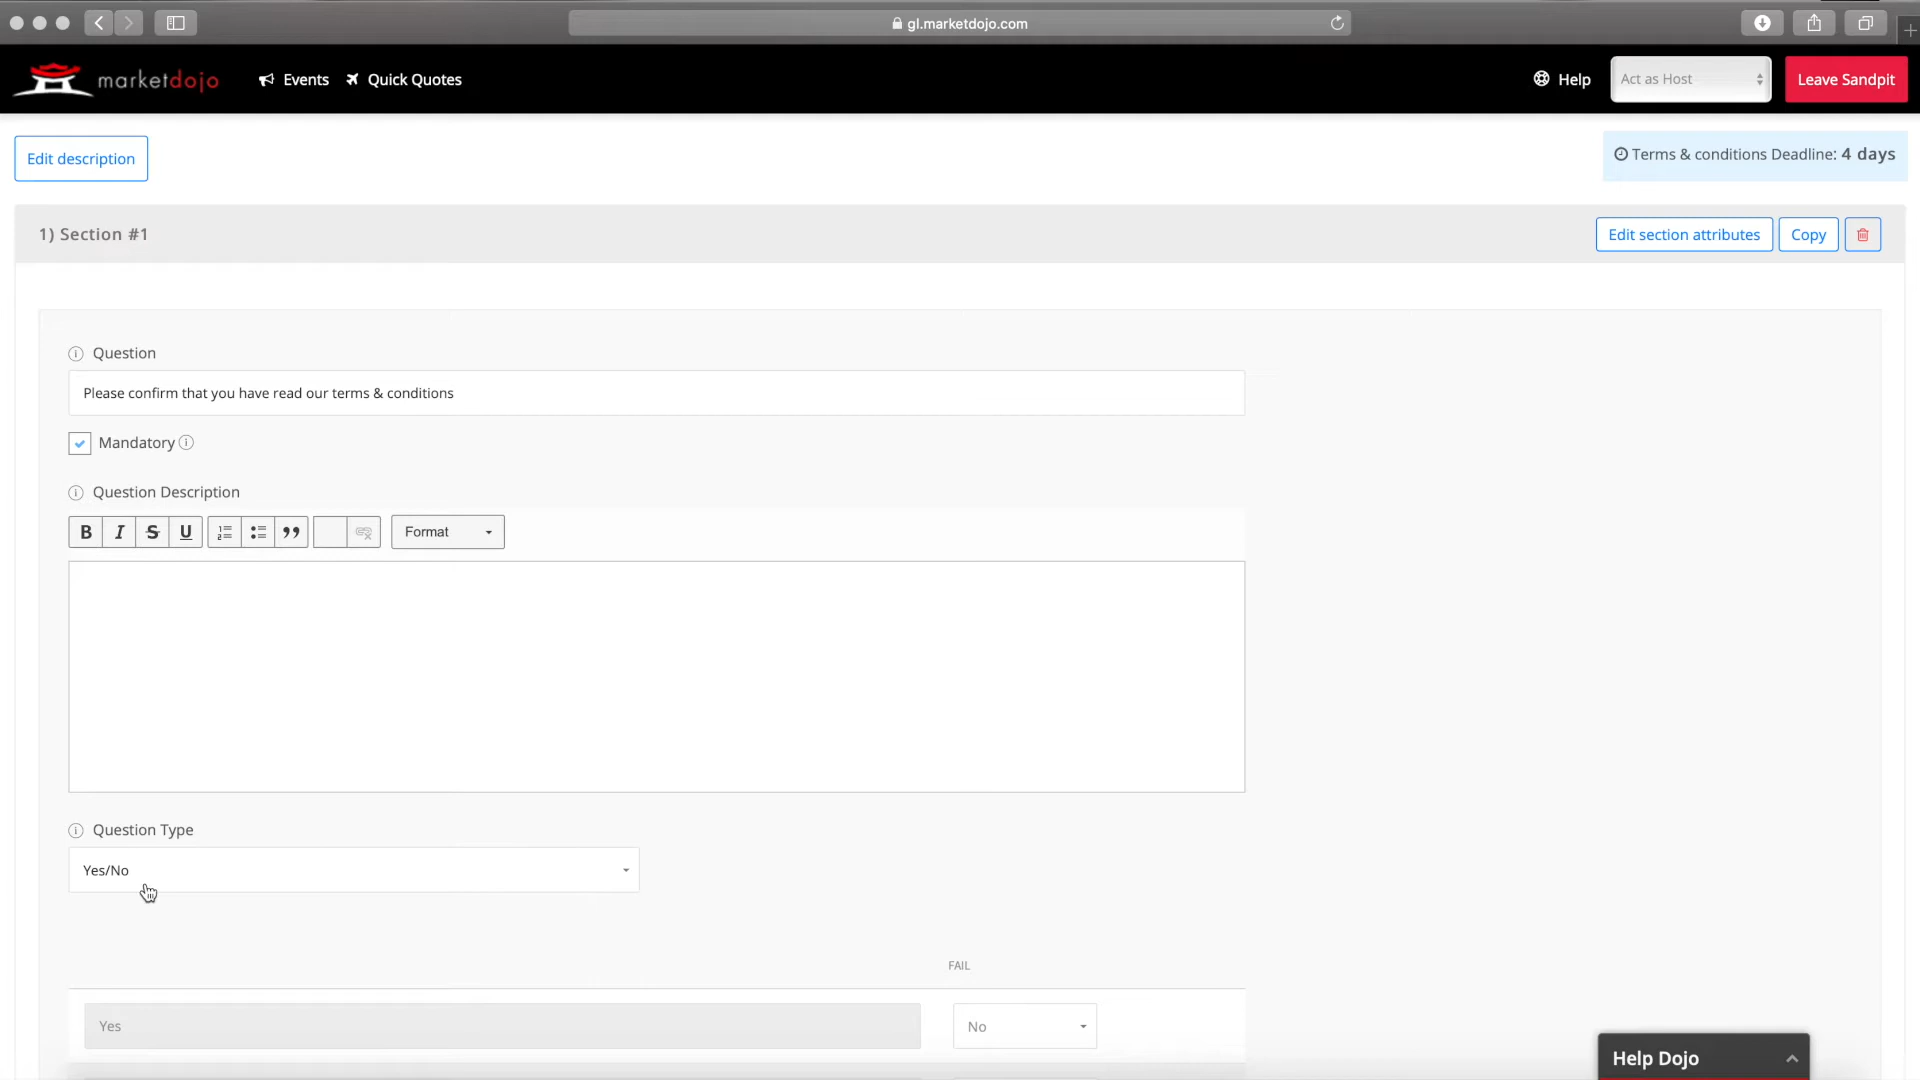 gl.marketdojo.com
marketdojo
Events
Quick Quotes
Help
Act as Host
Leave Sandpit
Edit description
Terms & conditions Deadline: 4 days
1) Section #1
Edit section attributes
Copy
Question
Please confirm that you have read our terms & conditions
Mandatory
Question Description
B I S U
Format
Question Type
Yes/No
FAIL
Yes
No
Help Dojo